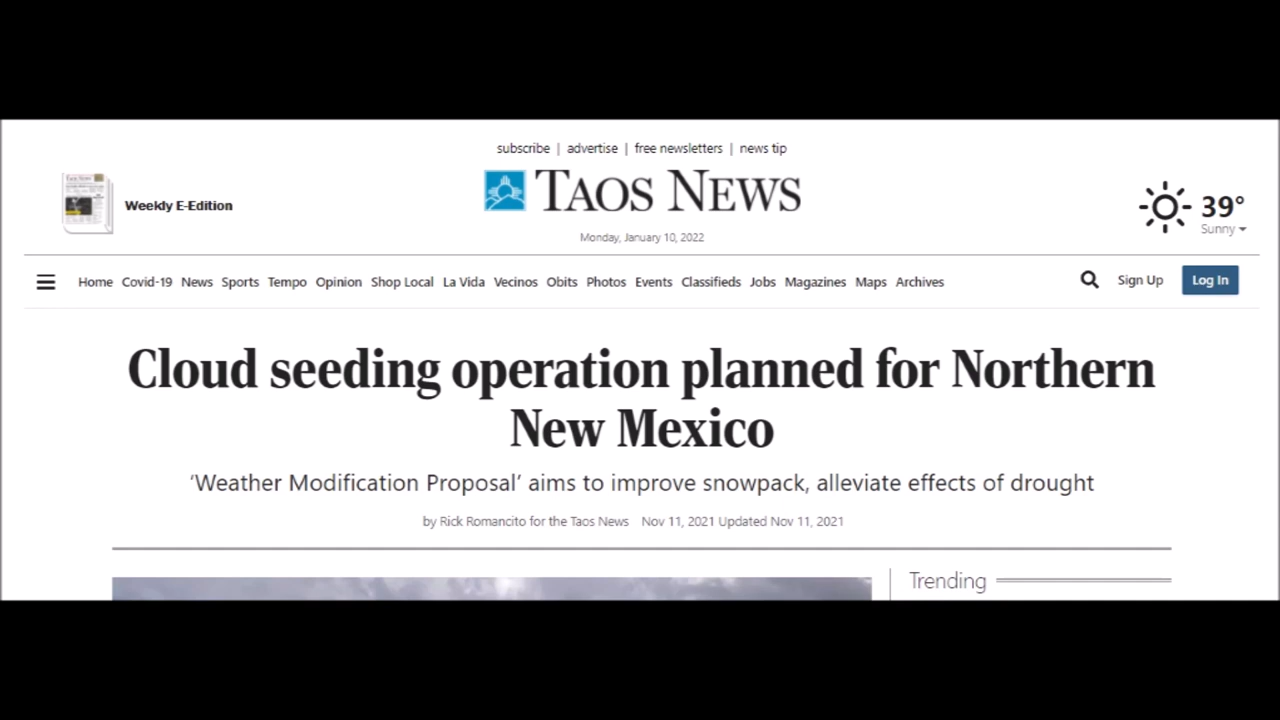 subscribe | advertise | free newsletters | news tip
Weekly E-Edition
TAOS NEWS
39°
Sunny
Monday, January 10, 2022
Home Covid-19 News Sports Tempo Opinion Shop Local La Vida Vecinos Obits Photos Events Classifieds Jobs Magazines Maps Archives
Sign Up
Log In
Cloud seeding operation planned for Northern
New Mexico
‘Weather Modification Proposal’ aims to improve snowpack, alleviate effects of drought
by Rick Romancito for the Taos News Nov 11, 2021 Updated Nov 11, 2021
Trending